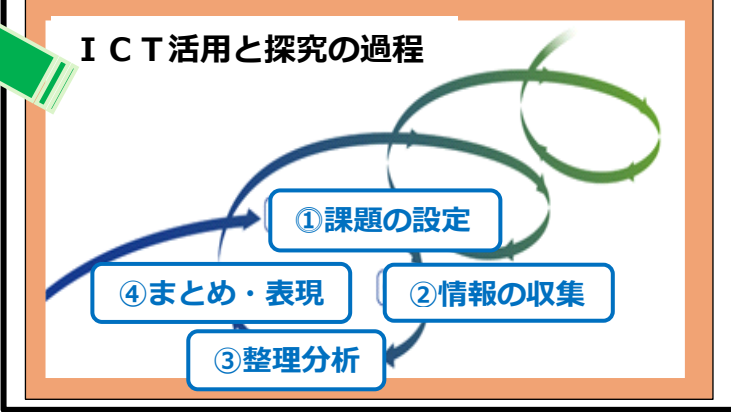 ＩＣＴ活用と探究の過程
①課題の設定
④まとめ・表現
②情報の収集
③整理分析